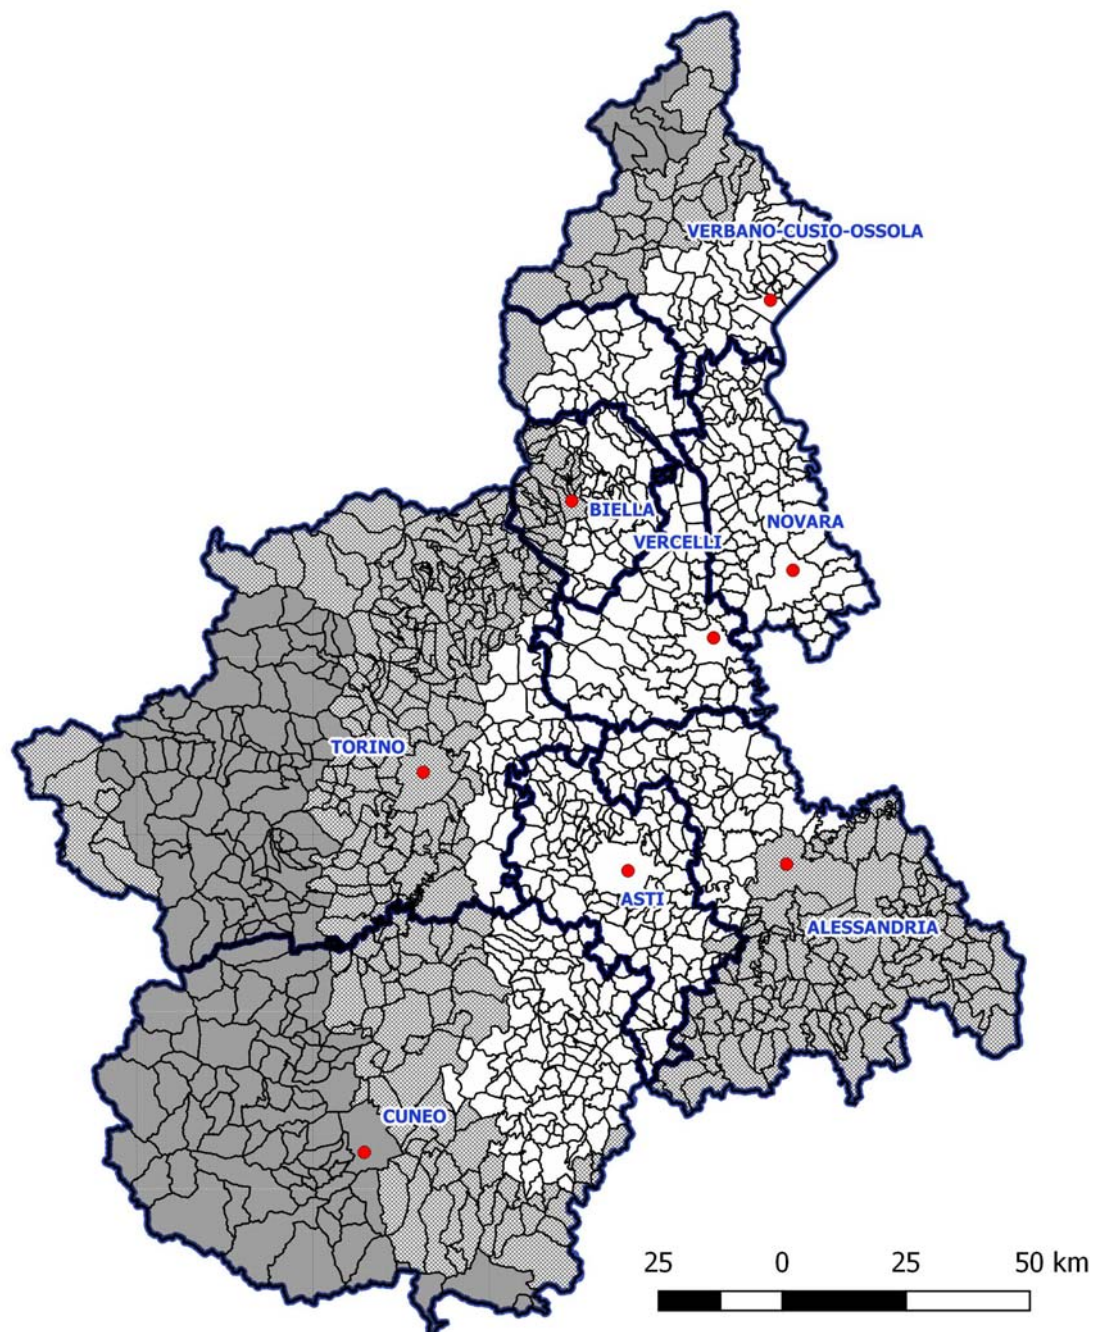 VERBANO-CUSIO-OSSOLA
BIELLA
NOVARA
VERCELLI
TORINO
ASTI
ALESSANDRIA
CUNEO
25 0 25 50 km